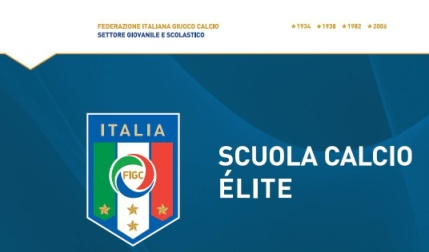 FEDERAZIONE ITALIANA GIUOCO CALCIO
SETTORE GIOVANILE E SCOLASTICO
★1934 ★1938 ★1982 ★2006
ITALIA
FIGC
SCUOLA CALCIO
ÉLITE